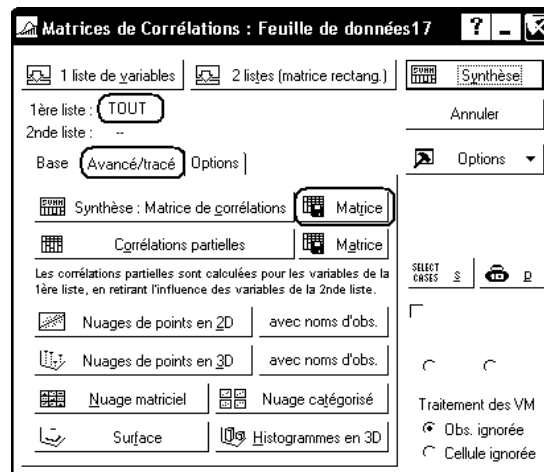 Matrices de Corrélations : Feuille de données17
1 liste de variables
2 listes (matrice rectang.)
Synthèse
1ère liste : TOUT
2nde liste : --
Annuler
Base Avancé/tracé Options
Options
Synthèse : Matrice de corrélations
Matrice
Corrélations partielles
Matrice
Les corrélations partielles sont calculées pour les variables de la
1ère liste, en retirant l'influence des variables de la 2nde liste.
SELECT
CASES S D
Nuages de points en 2D
avec noms d'obs.
Nuages de points en 3D
avec noms d'obs.
Nuage matriciel
Nuage catégorisé
Surface
Histogrammes en 3D
Traitement des VM
Obs. ignorée
Cellule ignorée